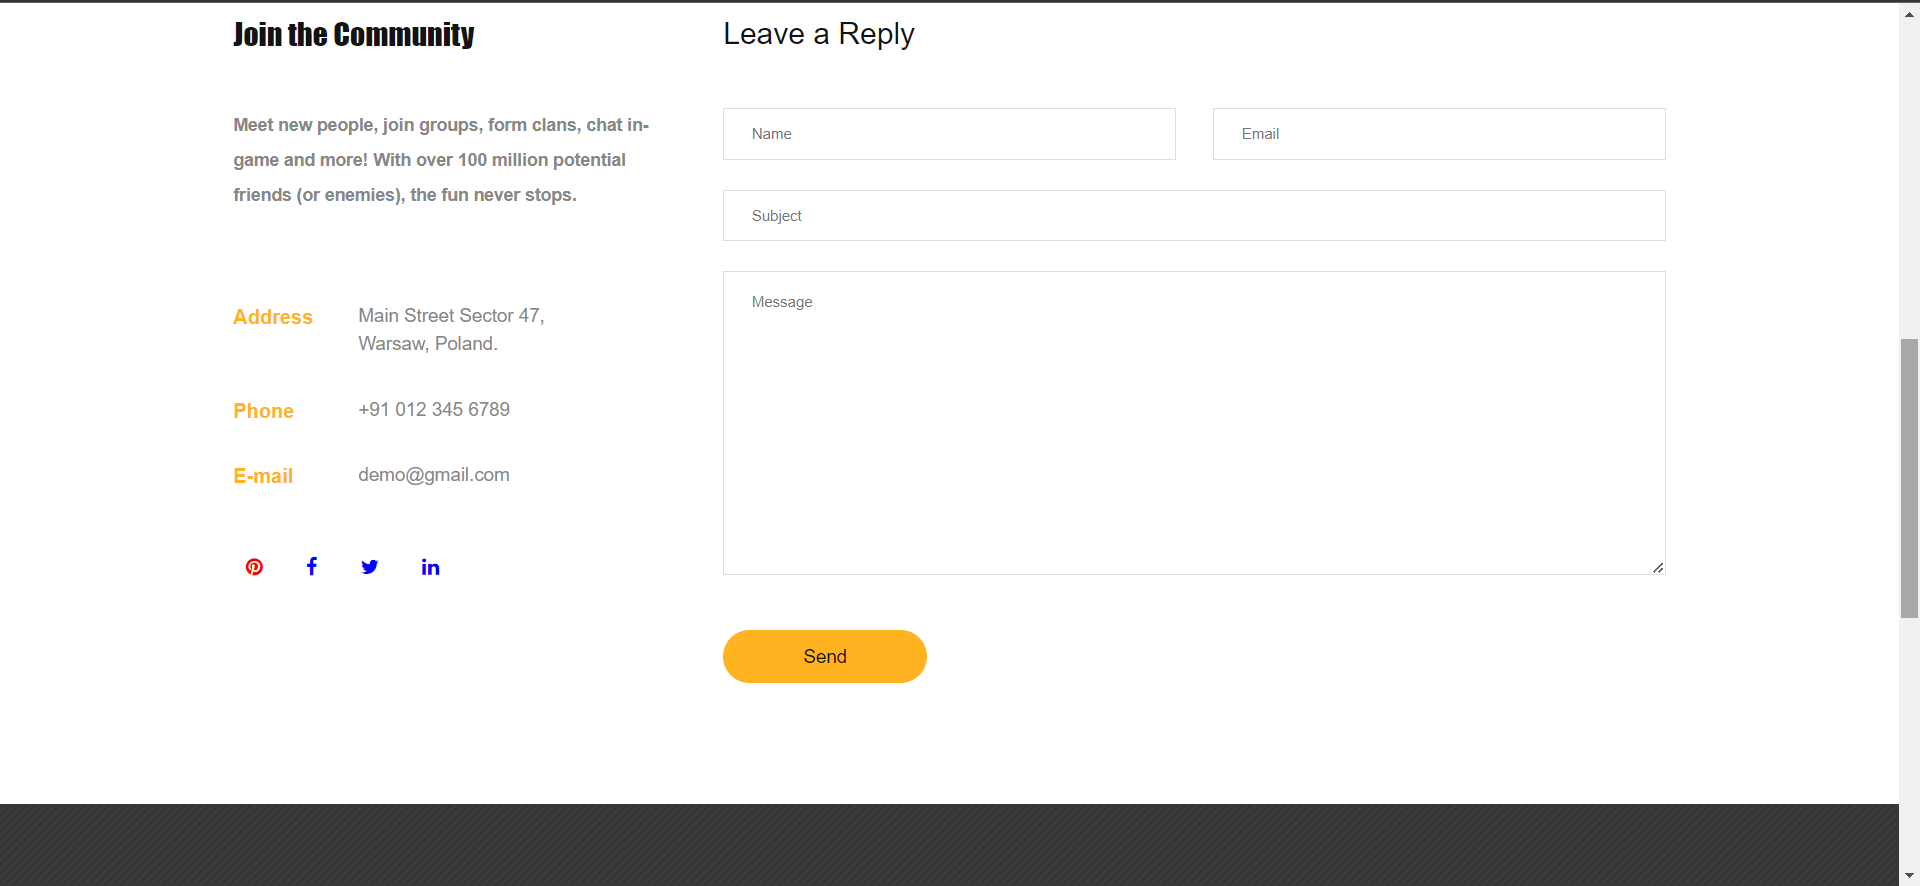 Join the Community
Meet new people, join groups, form clans, chat in-
game and more! With over 100 million potential
friends (or enemies), the fun never stops.
Address
Main Street Sector 47,
Warsaw, Poland.
Phone
+91 012 345 6789
E-mail
demo@gmail.com
Leave a Reply
Name
Email
Subject
Message
Send